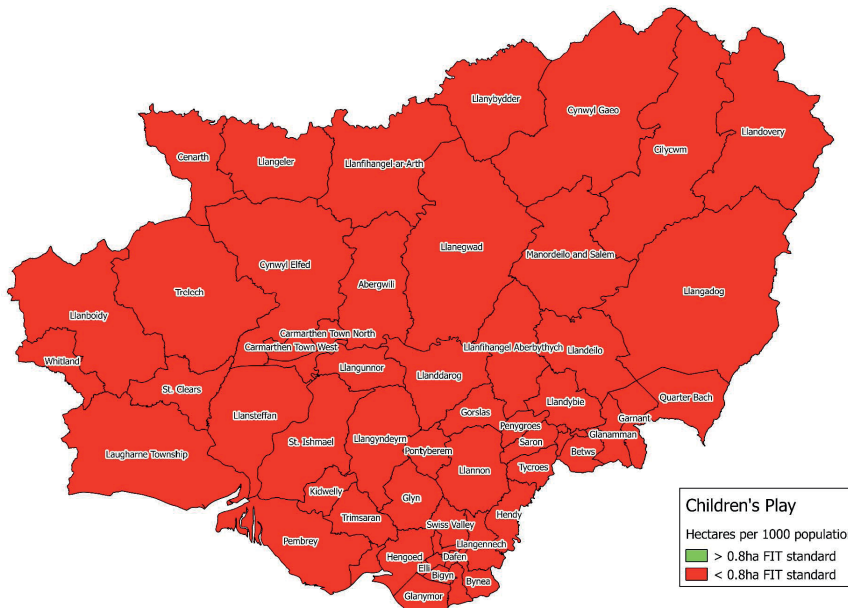 Llanybydder
Cynwyl Gaeo
Llandovery
Cilycwm
Cenarth
Llangeler
Llanfihangel-ar-Arth
Llanegwad
Manordeilo and Salem
Cynwyl Elfed
Abergwili
Trelech
Llangadog
Llanboidy
Carmarthen Town North
Carmarthen Town West
Llanfihangel Aberbythych
Llandeilo
Whitland
Llangunnor
Llanddarog
St. Clears
Quarter Bach
Llandybie
Llansteffan
Gorslas
Garnant
Penygroes
Glanamman
St. Ishmael
Llangyndeyrn
Saron
Pontyberem
Betws
Laugharne Township
Llannon
Tycroes
Kidwelly
Glyn
Trimsaran
Hendy
Swiss Valley
Pembrey
Llangennech
Hengoed
Dafen
Elli
Bigyn
Bynea
Glanymor
Children's Play
Hectares per 1000 population
> 0.8ha FIT standard
< 0.8ha FIT standard